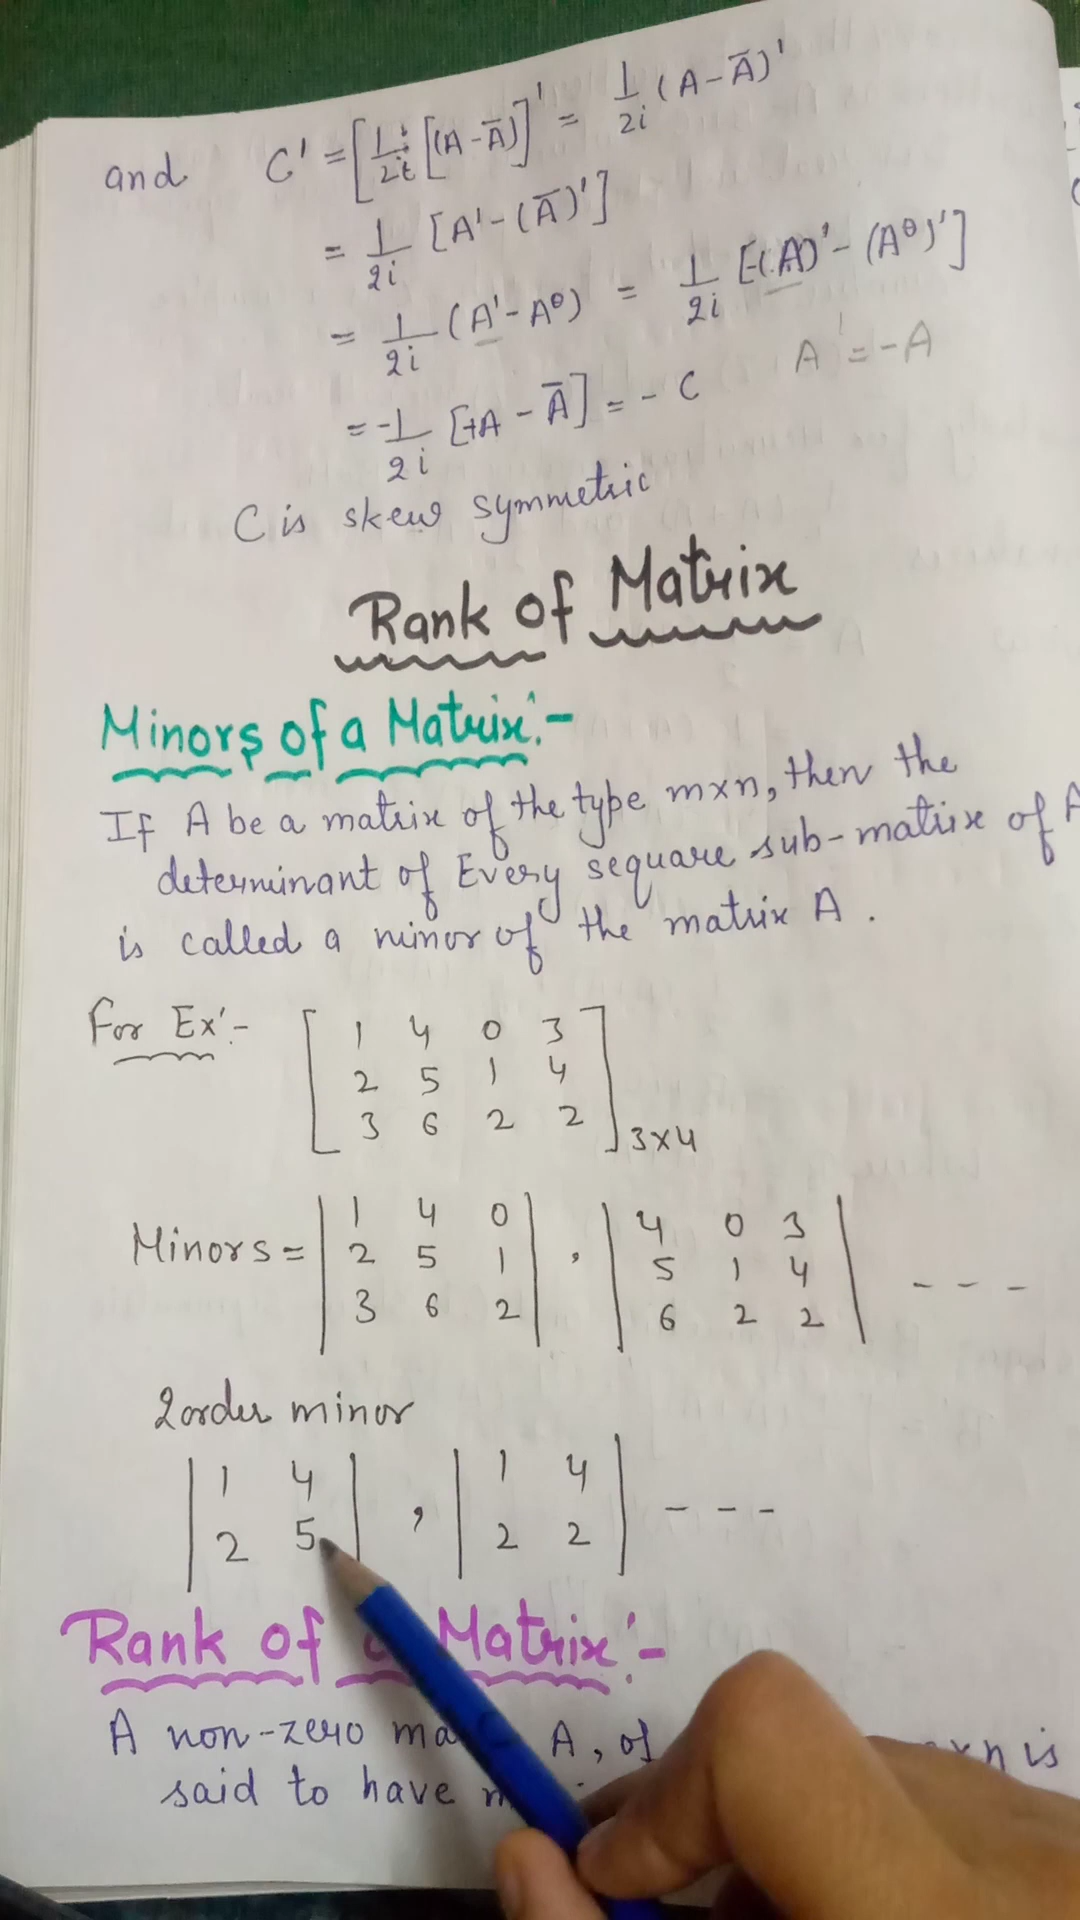 and C' = [1/2i [(A - A̅)]' = 1/2i (A - A̅)'
= 1/2i [A' - (A̅)']
= 1/2i (A' - Aᶿ) = 1/2i [-(A)' - (Aᶿ)']
= -1/2i [+A - A̅] = - C A' = -A
C is skew symmetric
Rank of Matrix
Minors of a Matrix:-
If A be a matrix of the type m×n, then the
determinant of Every sequare sub-matrix of A
is called a minor of the matrix A.
For Ex:- [ 1 4 0 3
2 5 1 4
3 6 2 2 ] 3×4
Minors = | 1 4 0 | , | 4 0 3 | - - -
| 2 5 1 | | 5 1 4 |
| 3 6 2 | | 6 2 2 |
2 order minor
| 1 4 | , | 1 4 | - - -
| 2 5 | | 2 2 |
Rank of a Matrix:-
A non-zero A, of n is
said to have